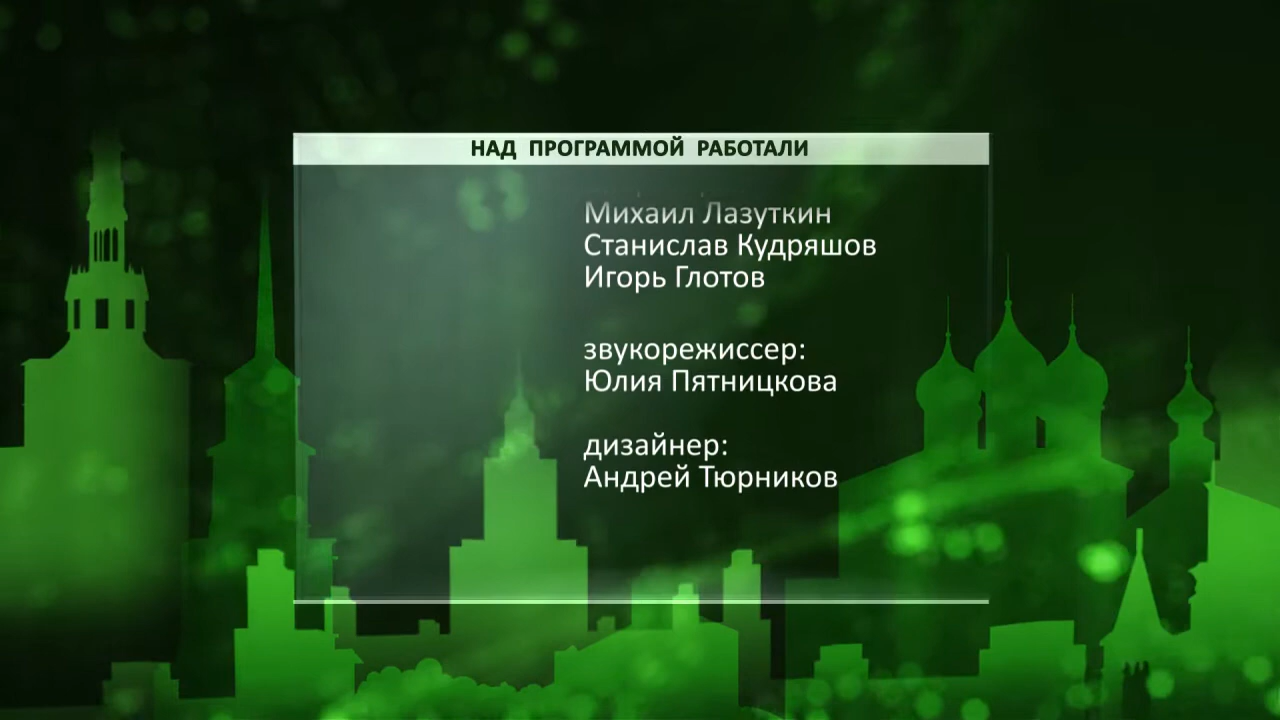 НАД ПРОГРАММОЙ РАБОТАЛИ
Михаил Лазуткин
Станислав Кудряшов
Игорь Глотов
звукорежиссер:
Юлия Пятницкова
дизайнер:
Андрей Тюрников